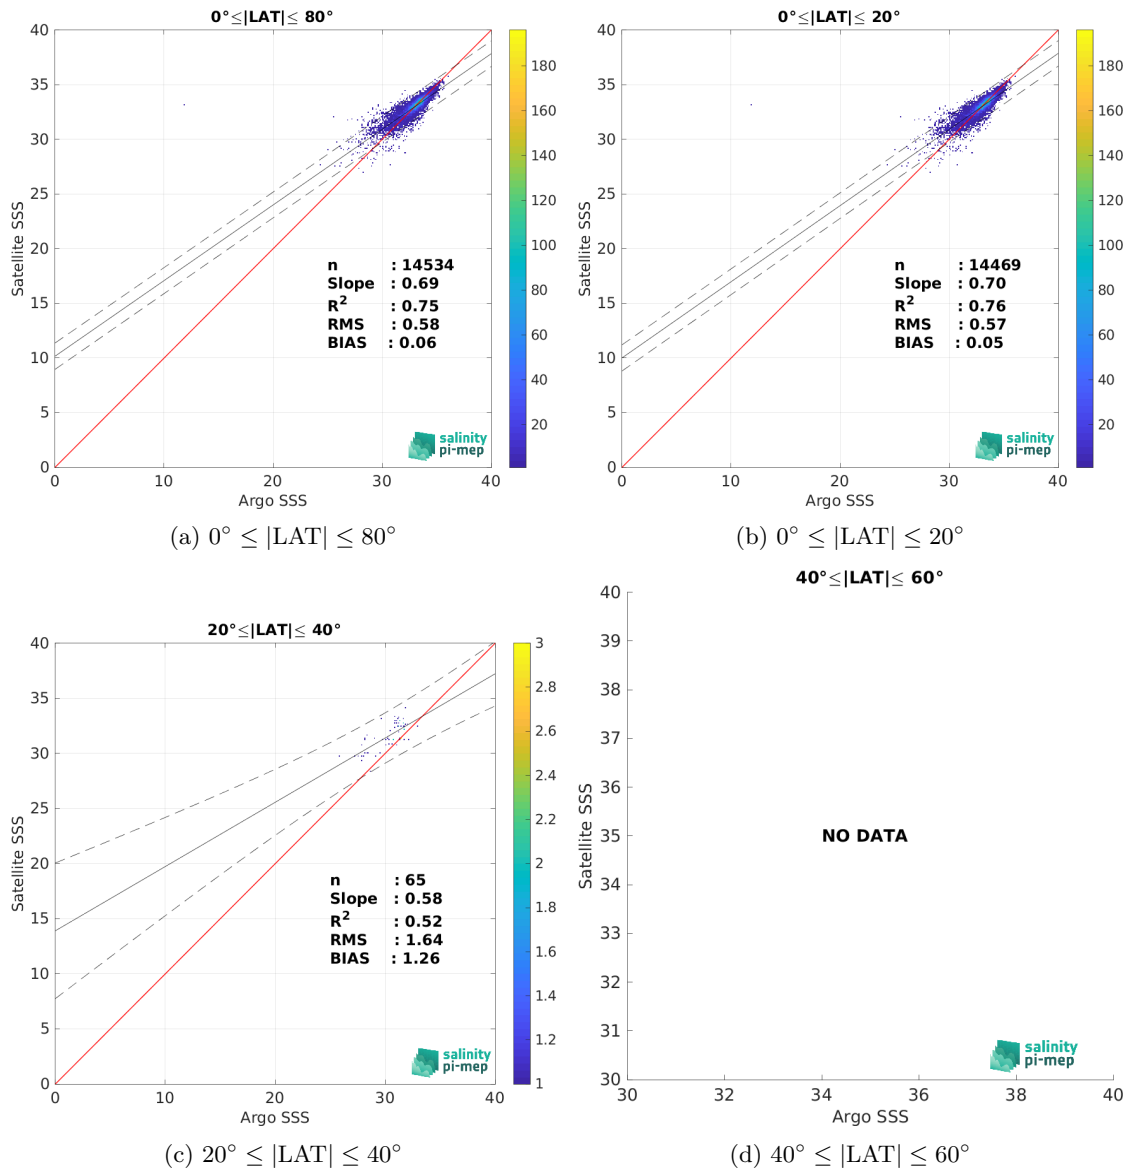 0°≤|LAT|≤ 80°
40
35
30
25
20
15
10
5
0
Satellite SSS
n : 14534
Slope : 0.69
R² : 0.75
RMS : 0.58
BIAS : 0.06
salinity
pi-mep
0 10 20 30 40
Argo SSS
180
160
140
120
100
80
60
40
20
(a) 0° ≤ |LAT| ≤ 80°
0°≤|LAT|≤ 20°
40
35
30
25
20
15
10
5
0
Satellite SSS
n : 14469
Slope : 0.70
R² : 0.76
RMS : 0.57
BIAS : 0.05
salinity
pi-mep
0 10 20 30 40
Argo SSS
180
160
140
120
100
80
60
40
20
(b) 0° ≤ |LAT| ≤ 20°
20°≤|LAT|≤ 40°
40
35
30
25
20
15
10
5
0
Satellite SSS
n : 65
Slope : 0.58
R² : 0.52
RMS : 1.64
BIAS : 1.26
salinity
pi-mep
0 10 20 30 40
Argo SSS
3
2.8
2.6
2.4
2.2
2
1.8
1.6
1.4
1.2
1
(c) 20° ≤ |LAT| ≤ 40°
40°≤|LAT|≤ 60°
40
39
38
37
36
35
34
33
32
31
30
Satellite SSS
NO DATA
salinity
pi-mep
30 32 34 36 38 40
Argo SSS
(d) 40° ≤ |LAT| ≤ 60°